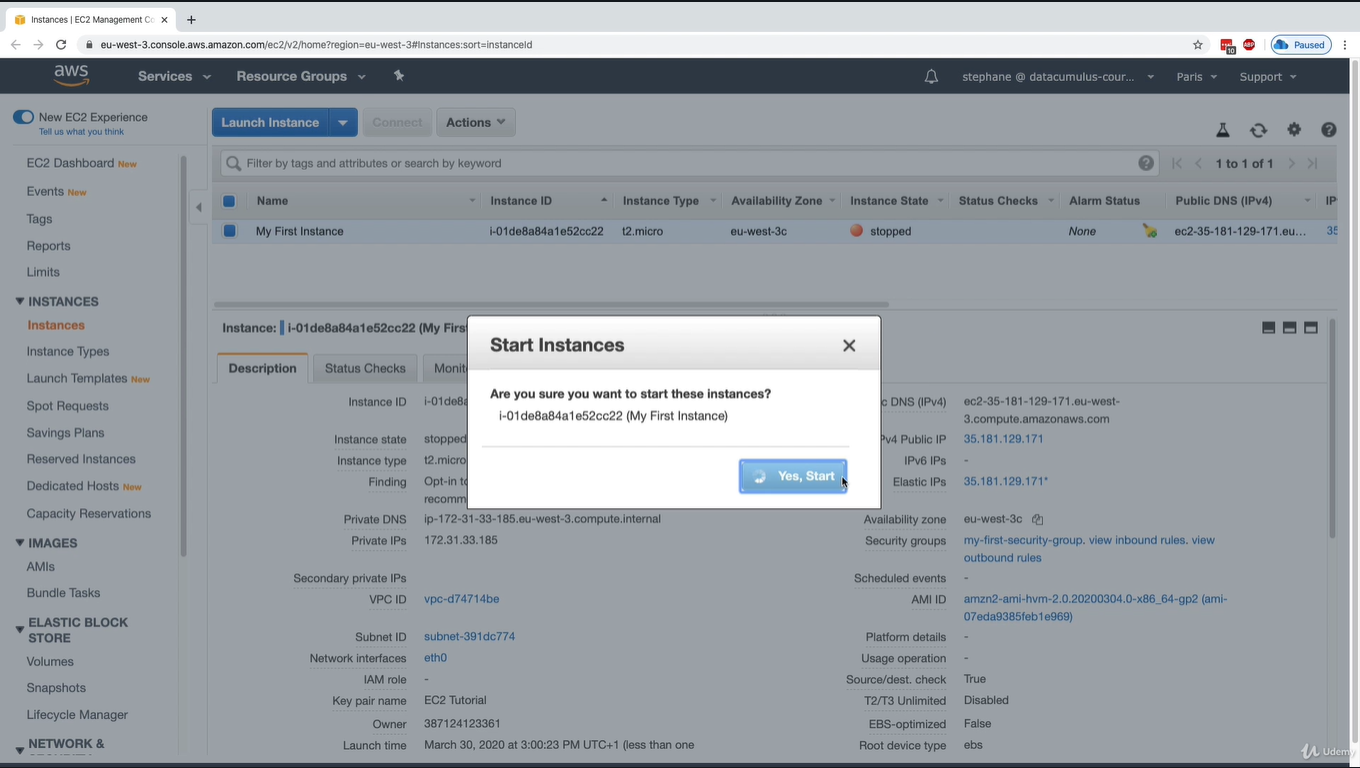 Instances | EC2 Management Co
eu-west-3.console.aws.amazon.com/ec2/v2/home?region=eu-west-3#Instances:sort=instanceId
10
ABP
Paused
aws
Services
Resource Groups
stephane @ datacumulus-cour...
Paris
Support
New EC2 Experience
Tell us what you think
EC2 Dashboard New
Events New
Tags
Reports
Limits
INSTANCES
Instances
Instance Types
Launch Templates New
Spot Requests
Savings Plans
Reserved Instances
Dedicated Hosts New
Capacity Reservations
IMAGES
AMIs
Bundle Tasks
ELASTIC BLOCK
STORE
Volumes
Snapshots
Lifecycle Manager
NETWORK &
Launch Instance
Connect
Actions
Filter by tags and attributes or search by keyword
1 to 1 of 1
Name Instance ID Instance Type Availability Zone Instance State Status Checks Alarm Status Public DNS (IPv4) IP
My First Instance i-01de8a84a1e52cc22 t2.micro eu-west-3c stopped None ec2-35-181-129-171.eu... 35
Instance: i-01de8a84a1e52cc22 (My First
Description Status Checks Monit
Start Instances
Are you sure you want to start these instances?
i-01de8a84a1e52cc22 (My First Instance)
Yes, Start
Instance ID i-01de8a
Instance state stopped
Instance type t2.micro
Finding Opt-in to
recomm
Private DNS ip-172-31-33-185.eu-west-3.compute.internal
Private IPs 172.31.33.185
Secondary private IPs
VPC ID vpc-d74714be
Subnet ID subnet-391dc774
Network interfaces eth0
IAM role -
Key pair name EC2 Tutorial
Owner 387124123361
Launch time March 30, 2020 at 3:00:23 PM UTC+1 (less than one
c DNS (IPv4) ec2-35-181-129-171.eu-west-
3.compute.amazonaws.com
Pv4 Public IP 35.181.129.171
IPv6 IPs -
Elastic IPs 35.181.129.171*
Availability zone eu-west-3c
Security groups my-first-security-group. view inbound rules. view
outbound rules
Scheduled events -
AMI ID amzn2-ami-hvm-2.0.20200304.0-x86_64-gp2 (ami-
07eda9385feb1e969)
Platform details -
Usage operation -
Source/dest. check True
T2/T3 Unlimited Disabled
EBS-optimized False
Root device type ebs
Udemy